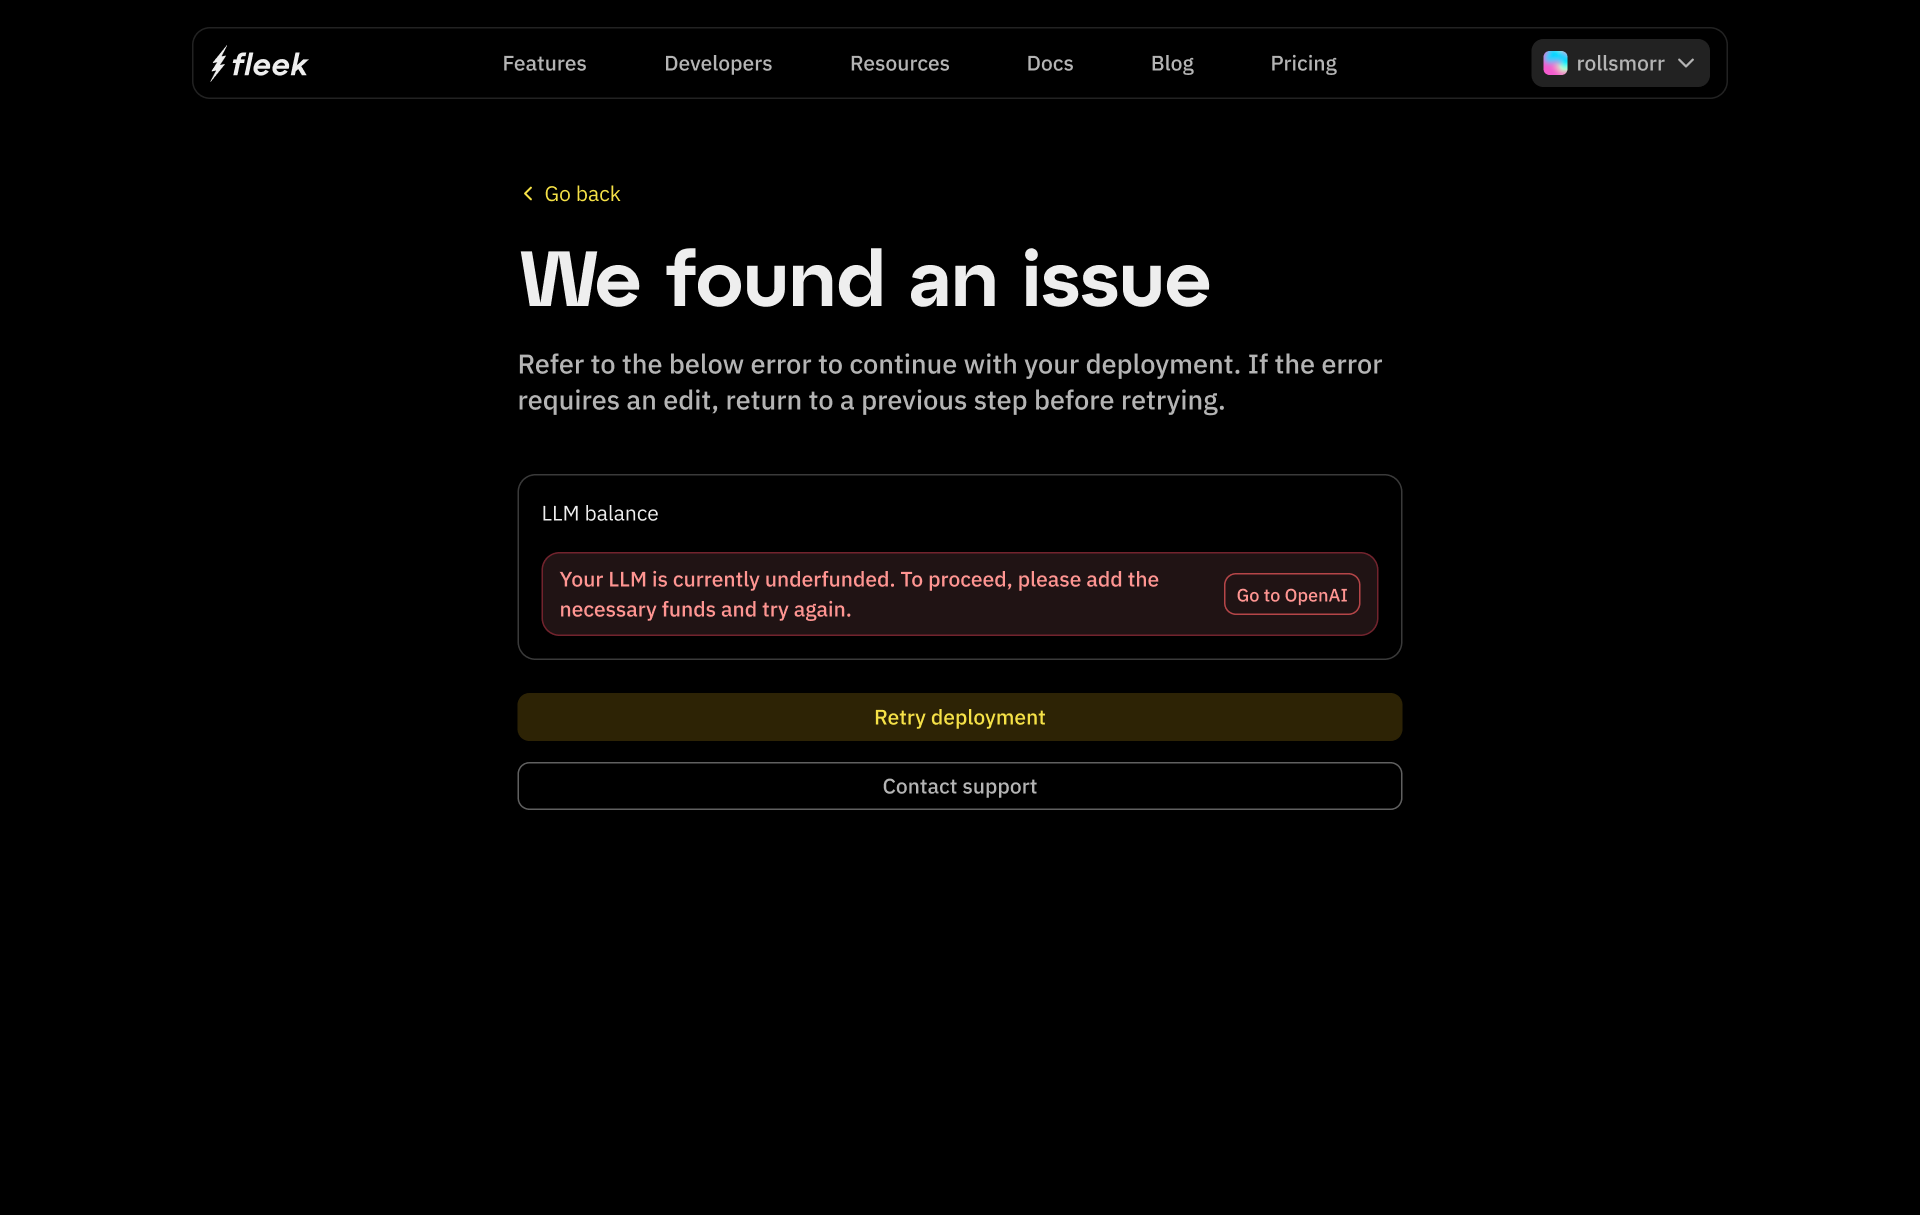 fleek
Features
Developers
Resources
Docs
Blog
Pricing
rollsmorr
Go back
We found an issue
Refer to the below error to continue with your deployment. If the error
requires an edit, return to a previous step before retrying.
LLM balance
Your LLM is currently underfunded. To proceed, please add the
necessary funds and try again.
Go to OpenAI
Retry deployment
Contact support